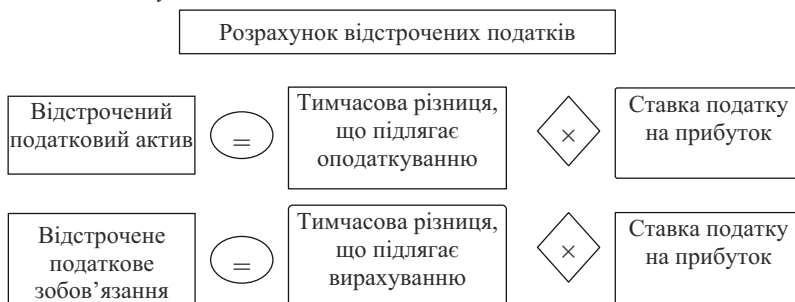 Розрахунок відстрочених податків
Відстрочений
податковий актив
=
Тимчасова різниця,
що підлягає
оподаткуванню
×
Ставка податку
на прибуток
Відстрочене
податкове
зобов’язання
=
Тимчасова різниця,
що підлягає
вирахуванню
×
Ставка податку
на прибуток